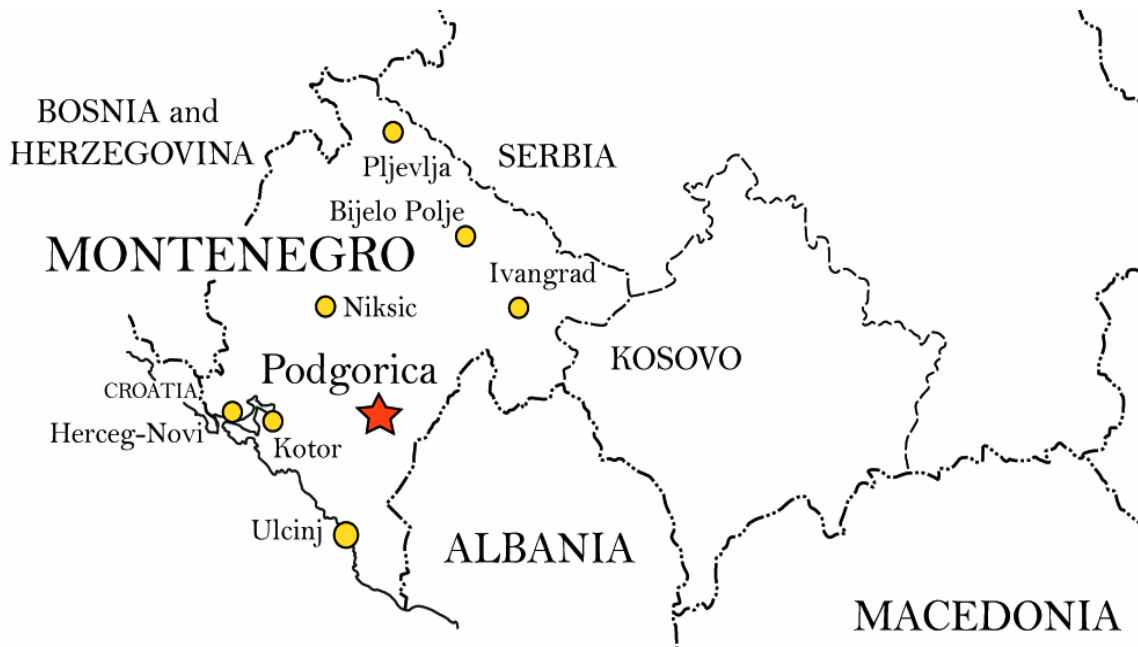 BOSNIA and
HERZEGOVINA
SERBIA
Pljevlja
Bijelo Polje
MONTENEGRO
Ivangrad
Niksic
KOSOVO
Podgorica
CROATIA
Herceg-Novi
Kotor
Ulcinj
ALBANIA
MACEDONIA